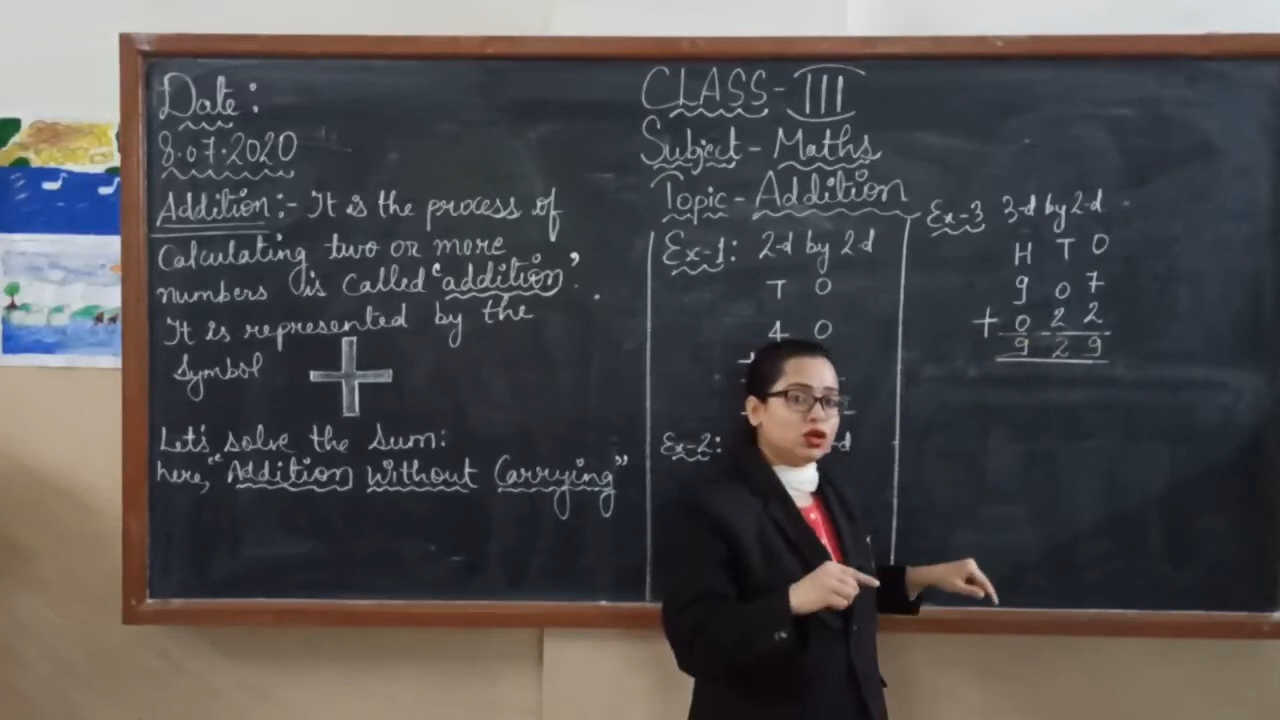 Date:
8.07.2020
Addition:- It is the process of
Calculating two or more
numbers is called "addition".
It is represented by the
Symbol +
Let's solve the Sum:
here, "Addition Without Carrying"
CLASS-III
Subject- Maths
Topic- Addition
Ex-1: 2-d by 2-d
T O
4 0
Ex-2:
Ex-3 3-d by 2-d
H T O
9 0 7
+ 0 2 2
9 2 9